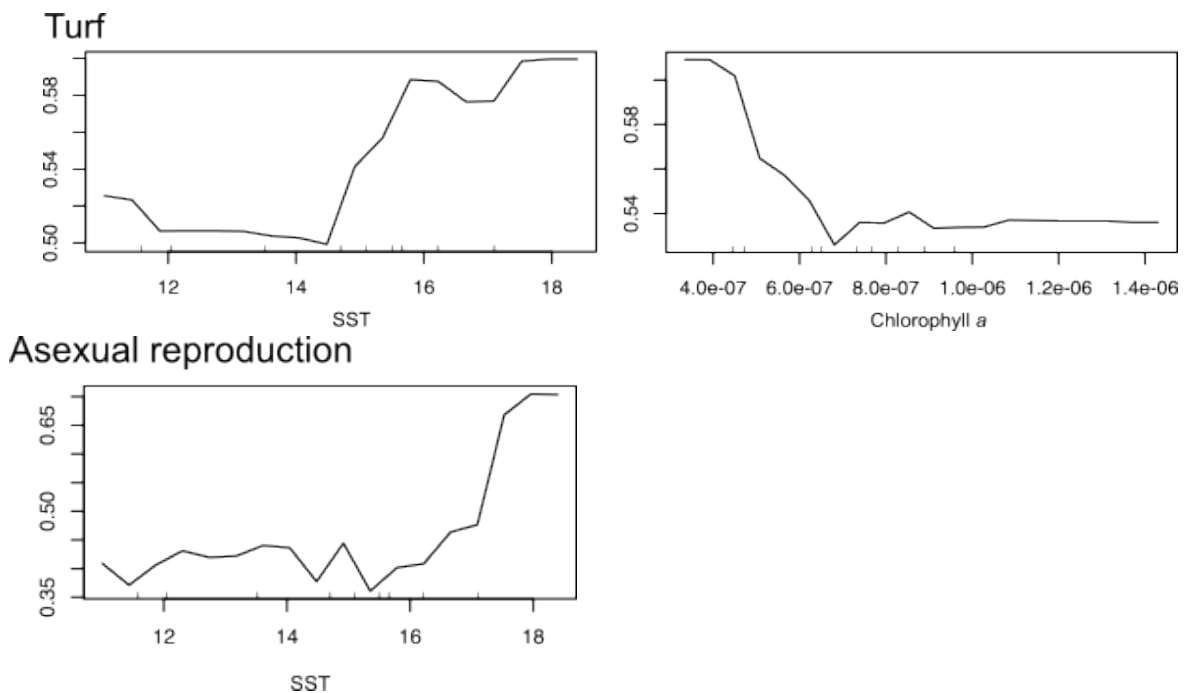 Turf
0.58
0.54
0.50
12 14 16 18
SST
0.58
0.54
4.0e-07 6.0e-07 8.0e-07 1.0e-06 1.2e-06 1.4e-06
Chlorophyll a
Asexual reproduction
0.65
0.50
0.35
12 14 16 18
SST